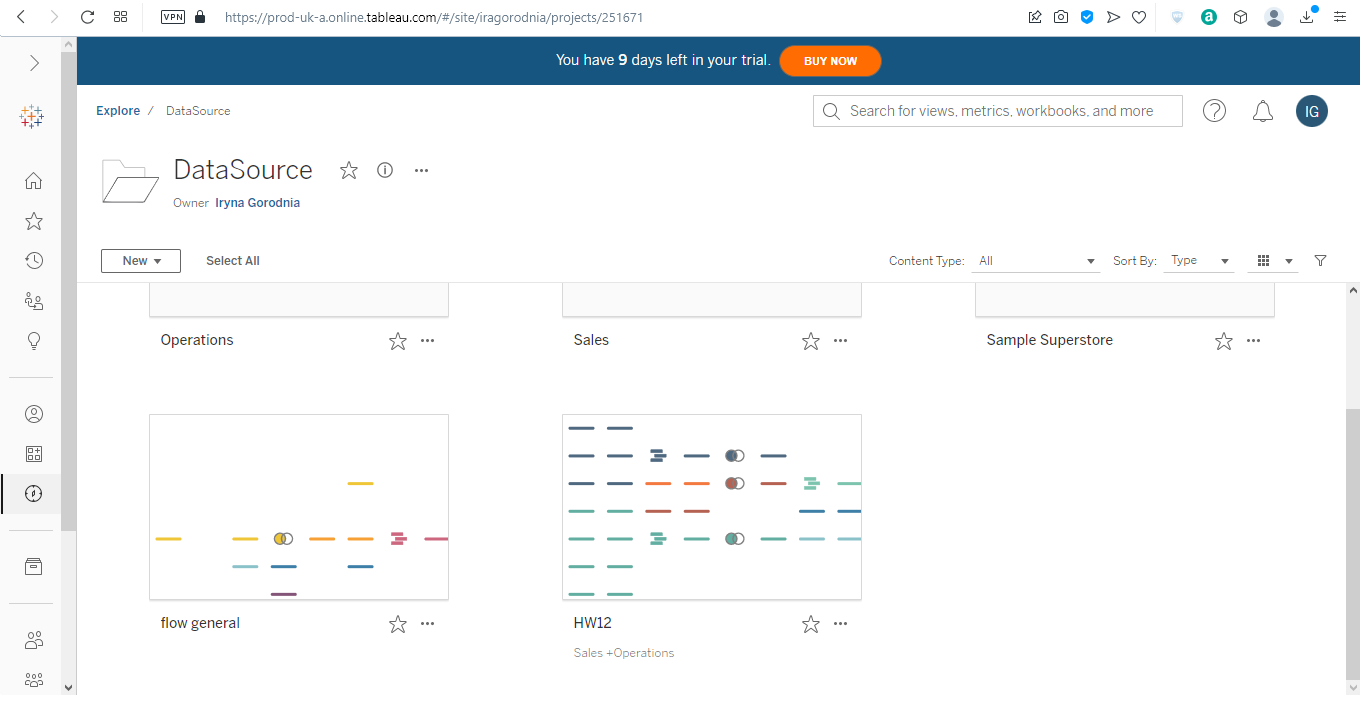 VPN
https://prod-uk-a.online.tableau.com/#/site/iragorodnia/projects/251671
a
You have 9 days left in your trial.
BUY NOW
Explore / DataSource
Search for views, metrics, workbooks, and more
IG
DataSource
Owner Iryna Gorodnia
New
Select All
Content Type: All
Sort By: Type
Operations
Sales
Sample Superstore
flow general
HW12
Sales +Operations